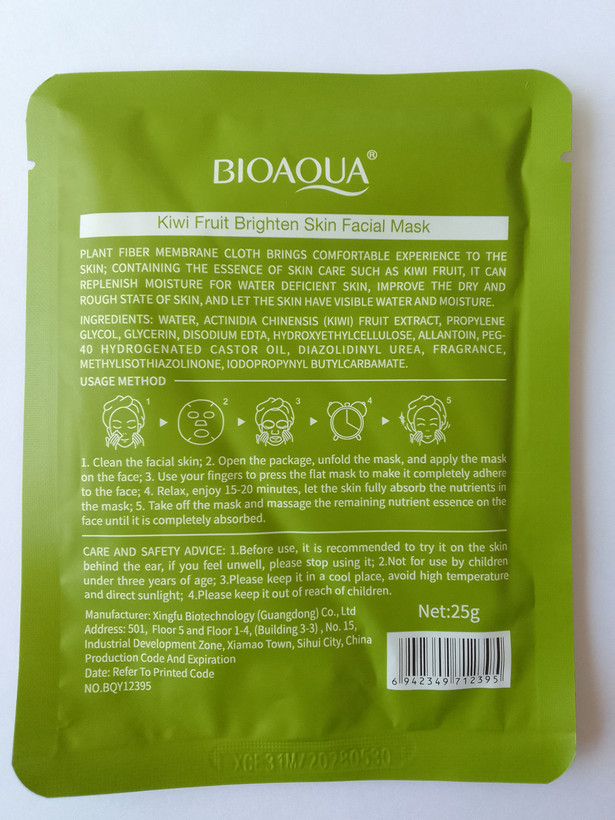 BIOAQUA®
Kiwi Fruit Brighten Skin Facial Mask
PLANT FIBER MEMBRANE CLOTH BRINGS COMFORTABLE EXPERIENCE TO THE
SKIN; CONTAINING THE ESSENCE OF SKIN CARE SUCH AS KIWI FRUIT, IT CAN
REPLENISH MOISTURE FOR WATER DEFICIENT SKIN, IMPROVE THE DRY AND
ROUGH STATE OF SKIN, AND LET THE SKIN HAVE VISIBLE WATER AND MOISTURE.
INGREDIENTS: WATER, ACTINIDIA CHINENSIS (KIWI) FRUIT EXTRACT, PROPYLENE
GLYCOL, GLYCERIN, DISODIUM EDTA, HYDROXYETHYLCELLULOSE, ALLANTOIN, PEG-
40 HYDROGENATED CASTOR OIL, DIAZOLIDINYL UREA, FRAGRANCE,
METHYLISOTHIAZOLINONE, IODOPROPYNYL BUTYLCARBAMATE.
USAGE METHOD
1 2 3 4 5
1. Clean the facial skin; 2. Open the package, unfold the mask, and apply the mask
on the face; 3. Use your fingers to press the flat mask to make it completely adhere
to the face; 4. Relax, enjoy 15-20 minutes, let the skin fully absorb the nutrients in
the mask; 5. Take off the mask and massage the remaining nutrient essence on the
face until it is completely absorbed.
CARE AND SAFETY ADVICE: 1.Before use, it is recommended to try it on the skin
behind the ear, if you feel unwell, please stop using it; 2.Not for use by children
under three years of age; 3.Please keep it in a cool place, avoid high temperature
and direct sunlight; 4.Please keep it out of reach of children.
Manufacturer: Xingfu Biotechnology (Guangdong) Co., Ltd
Address: 501, Floor 5 and Floor 1-4, (Building 3-3) , No. 15,
Industrial Development Zone, Xiamao Town, Sihui City, China
Production Code And Expiration
Date: Refer To Printed Code
NO.BQY12395
Net:25g
6 942349 712395
XCE31M/20280530